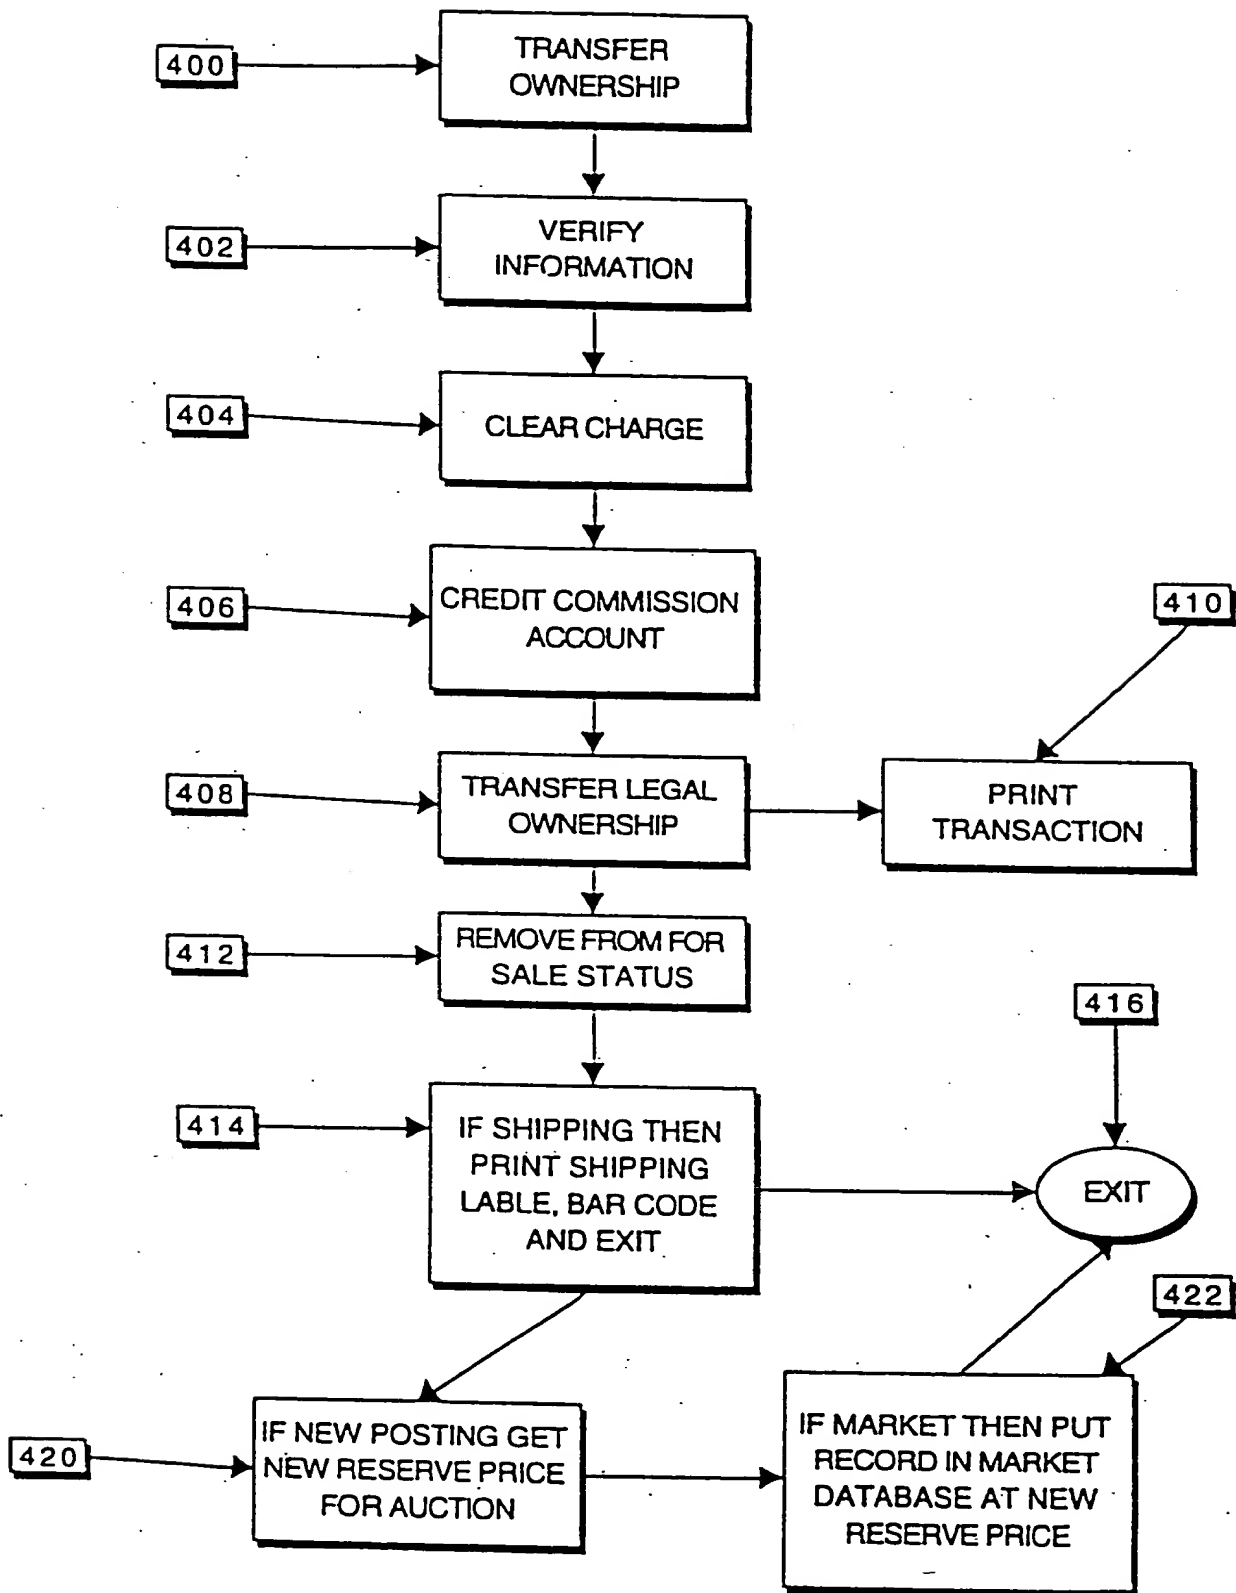 400
TRANSFER
OWNERSHIP
402
VERIFY
INFORMATION
404
CLEAR CHARGE
406
CREDIT COMMISSION
ACCOUNT
410
408
TRANSFER LEGAL
OWNERSHIP
PRINT
TRANSACTION
412
REMOVE FROM FOR
SALE STATUS
416
414
IF SHIPPING THEN
PRINT SHIPPING
LABLE, BAR CODE
AND EXIT
EXIT
422
420
IF NEW POSTING GET
NEW RESERVE PRICE
FOR AUCTION
IF MARKET THEN PUT
RECORD IN MARKET
DATABASE AT NEW
RESERVE PRICE